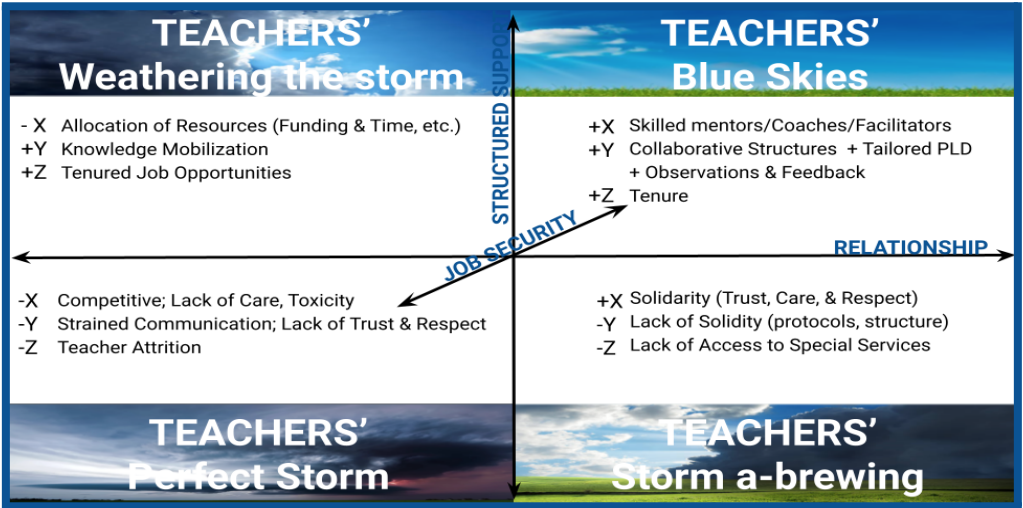 TEACHERS'
Weathering the storm
- X Allocation of Resources (Funding & Time, etc.)
+Y Knowledge Mobilization
+Z Tenured Job Opportunities
TEACHERS'
Blue Skies
+X Skilled mentors/Coaches/Facilitators
+Y Collaborative Structures + Tailored PLD
+ Observations & Feedback
+Z Tenure
STRUCTURED SUPPORT
JOB SECURITY
RELATIONSHIP
-X Competitive; Lack of Care, Toxicity
-Y Strained Communication; Lack of Trust & Respect
-Z Teacher Attrition
TEACHERS'
Perfect Storm
+X Solidarity (Trust, Care, & Respect)
-Y Lack of Solidity (protocols, structure)
-Z Lack of Access to Special Services
TEACHERS'
Storm a-brewing